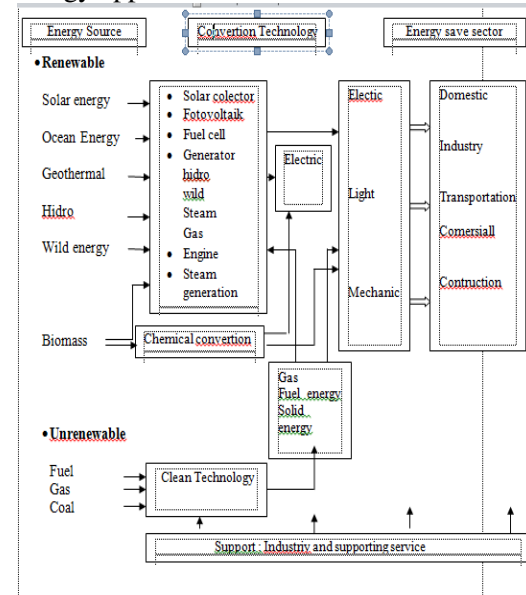 Energy Source
Convertion Technology
Energy save sector
• Renewable
Solar energy
Ocean Energy
Geothermal
Hidro
Wild energy
Biomass
• Solar colector
• Fotovoltaik
• Fuel cell
• Generator
hidro
wild
Steam
Gas
• Engine
• Steam
generation
Electric
Chemical convertion
Electic
Light
Mechanic
Domestic
Industry
Transportation
Comersiall
Contruction
Gas
Fuel energy
Solid
energy
• Unrenewable
Fuel
Gas
Coal
Clean Technology
Support : Industriy and supporting service